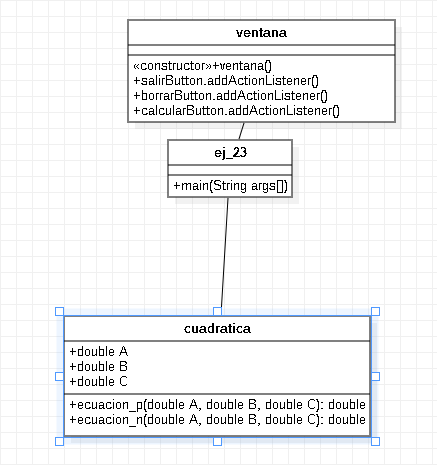 ventana
«constructor»+ventana()
+salirButton.addActionListener()
+borrarButton.addActionListener()
+calcularButton.addActionListener()
ej_23
+main(String args[])
cuadratica
+double A
+double B
+double C
+ecuacion_p(double A, double B, double C): double
+ecuacion_n(double A, double B, double C): double